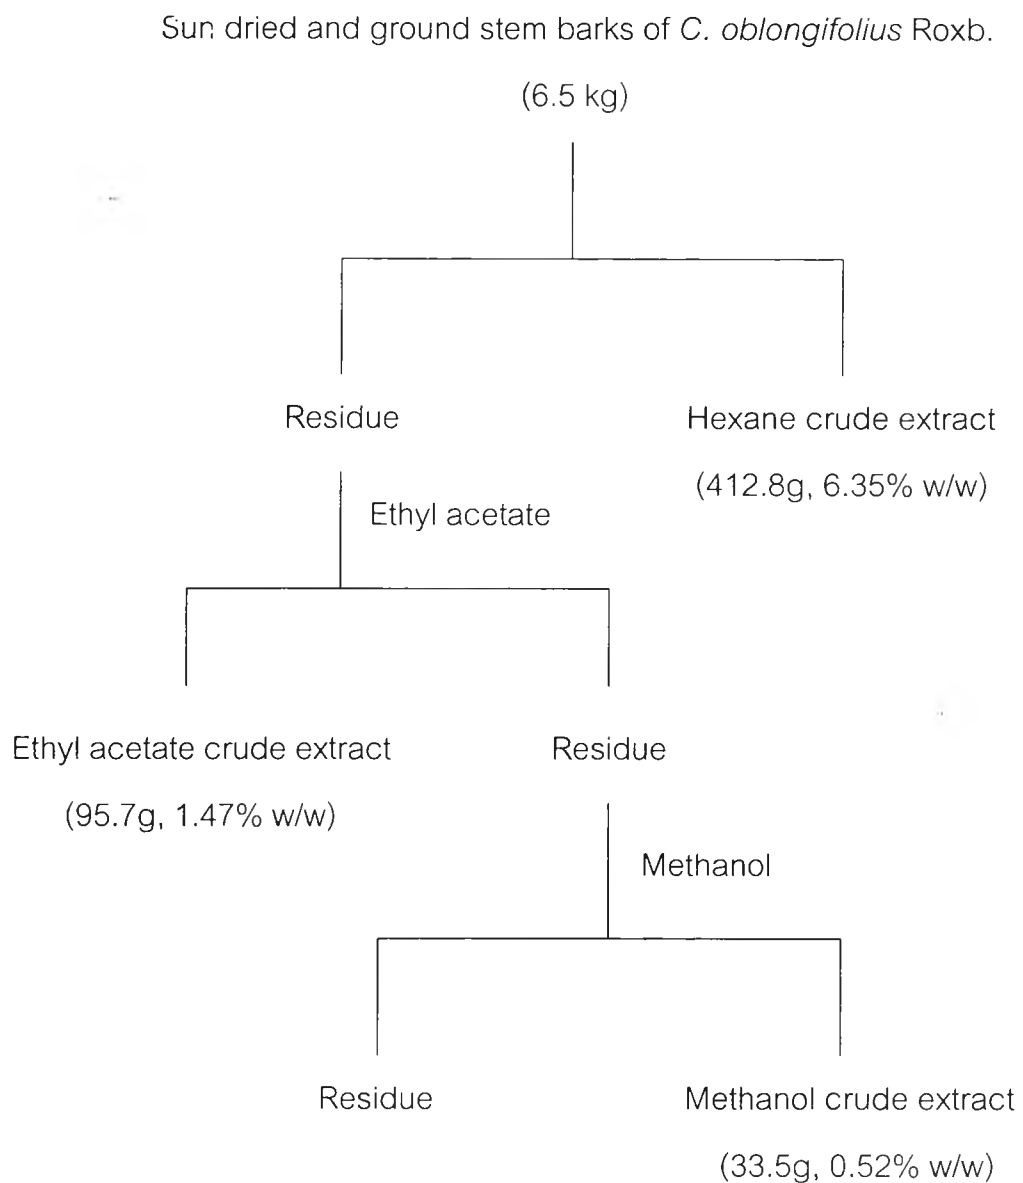 Sun dried and ground stem barks of C. oblongifolius Roxb.
(6.5 kg)
Residue
Hexane crude extract
(412.8g, 6.35% w/w)
Ethyl acetate
Ethyl acetate crude extract
Residue
(95.7g, 1.47% w/w)
Methanol
Residue
Methanol crude extract
(33.5g, 0.52% w/w)